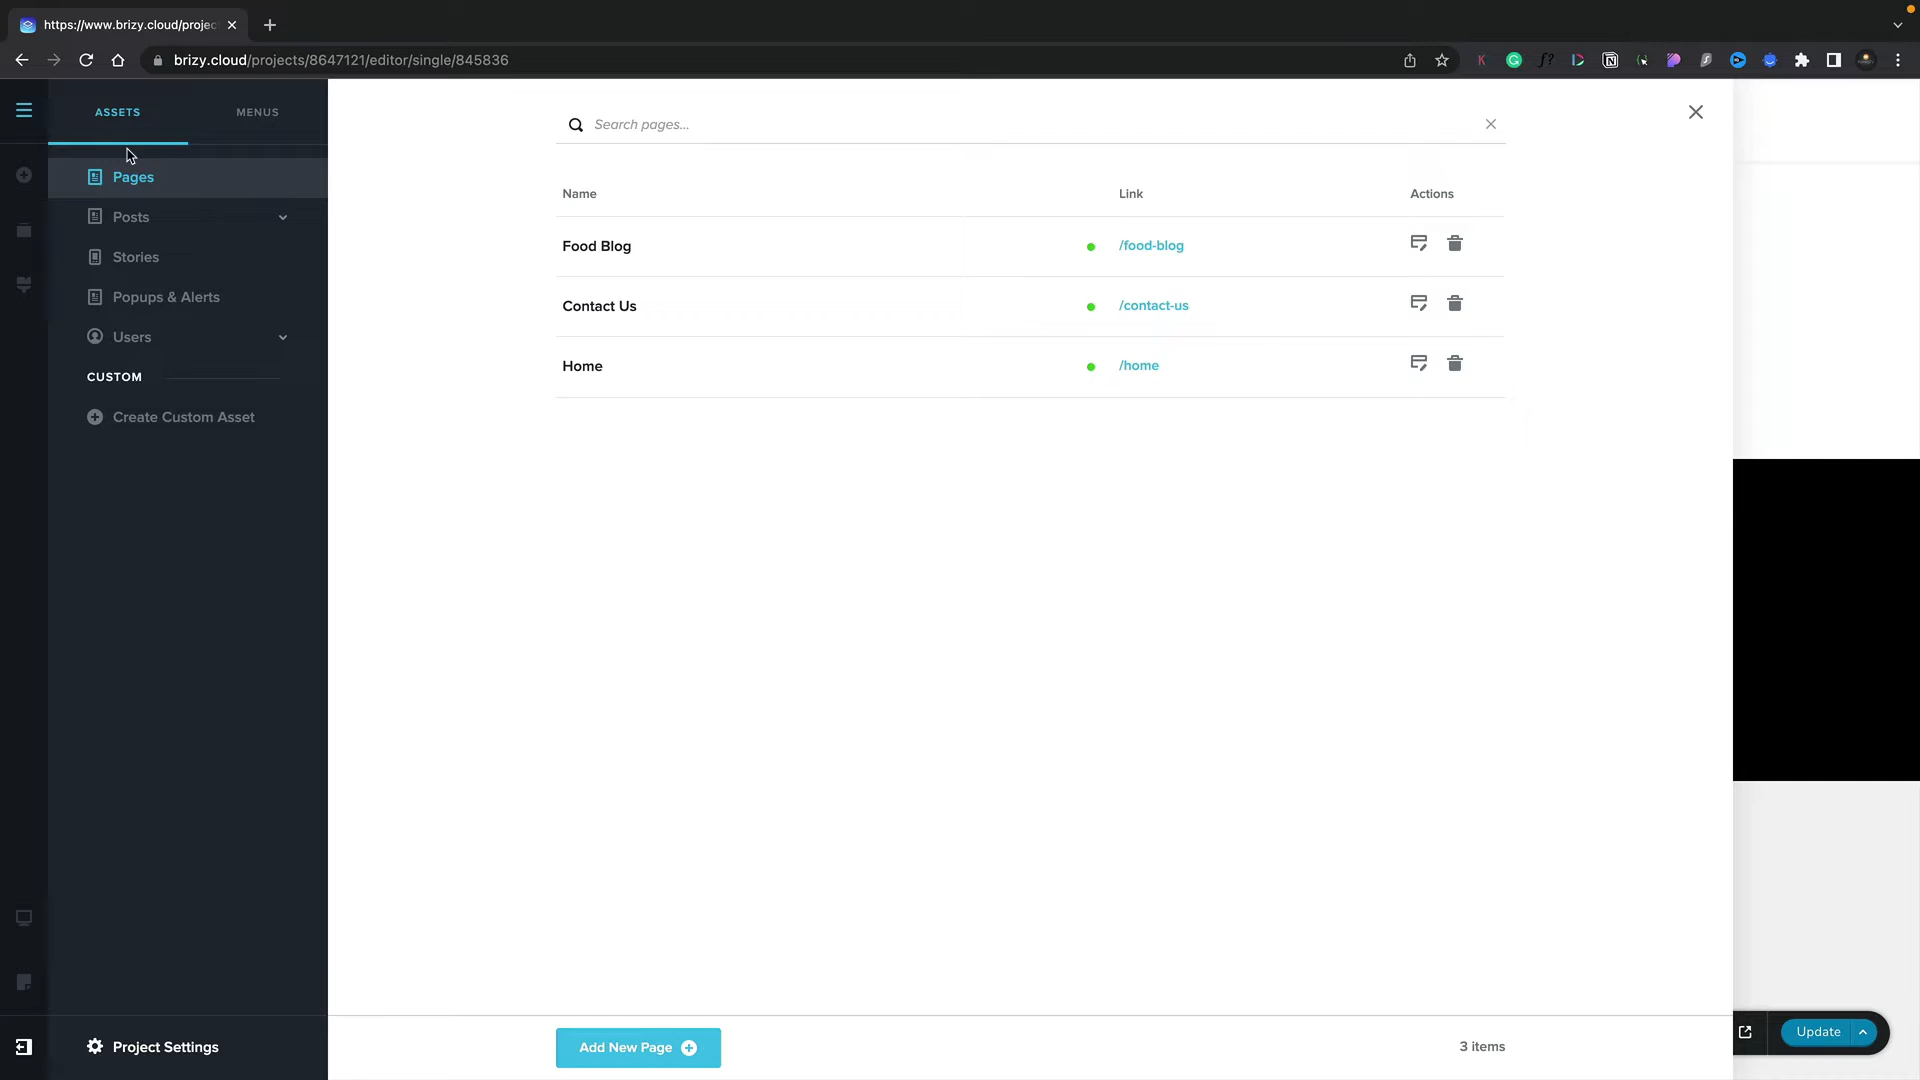 https://www.brizy.cloud/projec
brizy.cloud/projects/8647121/editor/single/845836
ASSETS
MENUS
Pages
Posts
Stories
Popups & Alerts
Users
CUSTOM
Create Custom Asset
Project Settings
Search pages...
Name
Link
Actions
Food Blog
/food-blog
Contact Us
/contact-us
Home
/home
Add New Page
3 items
Update